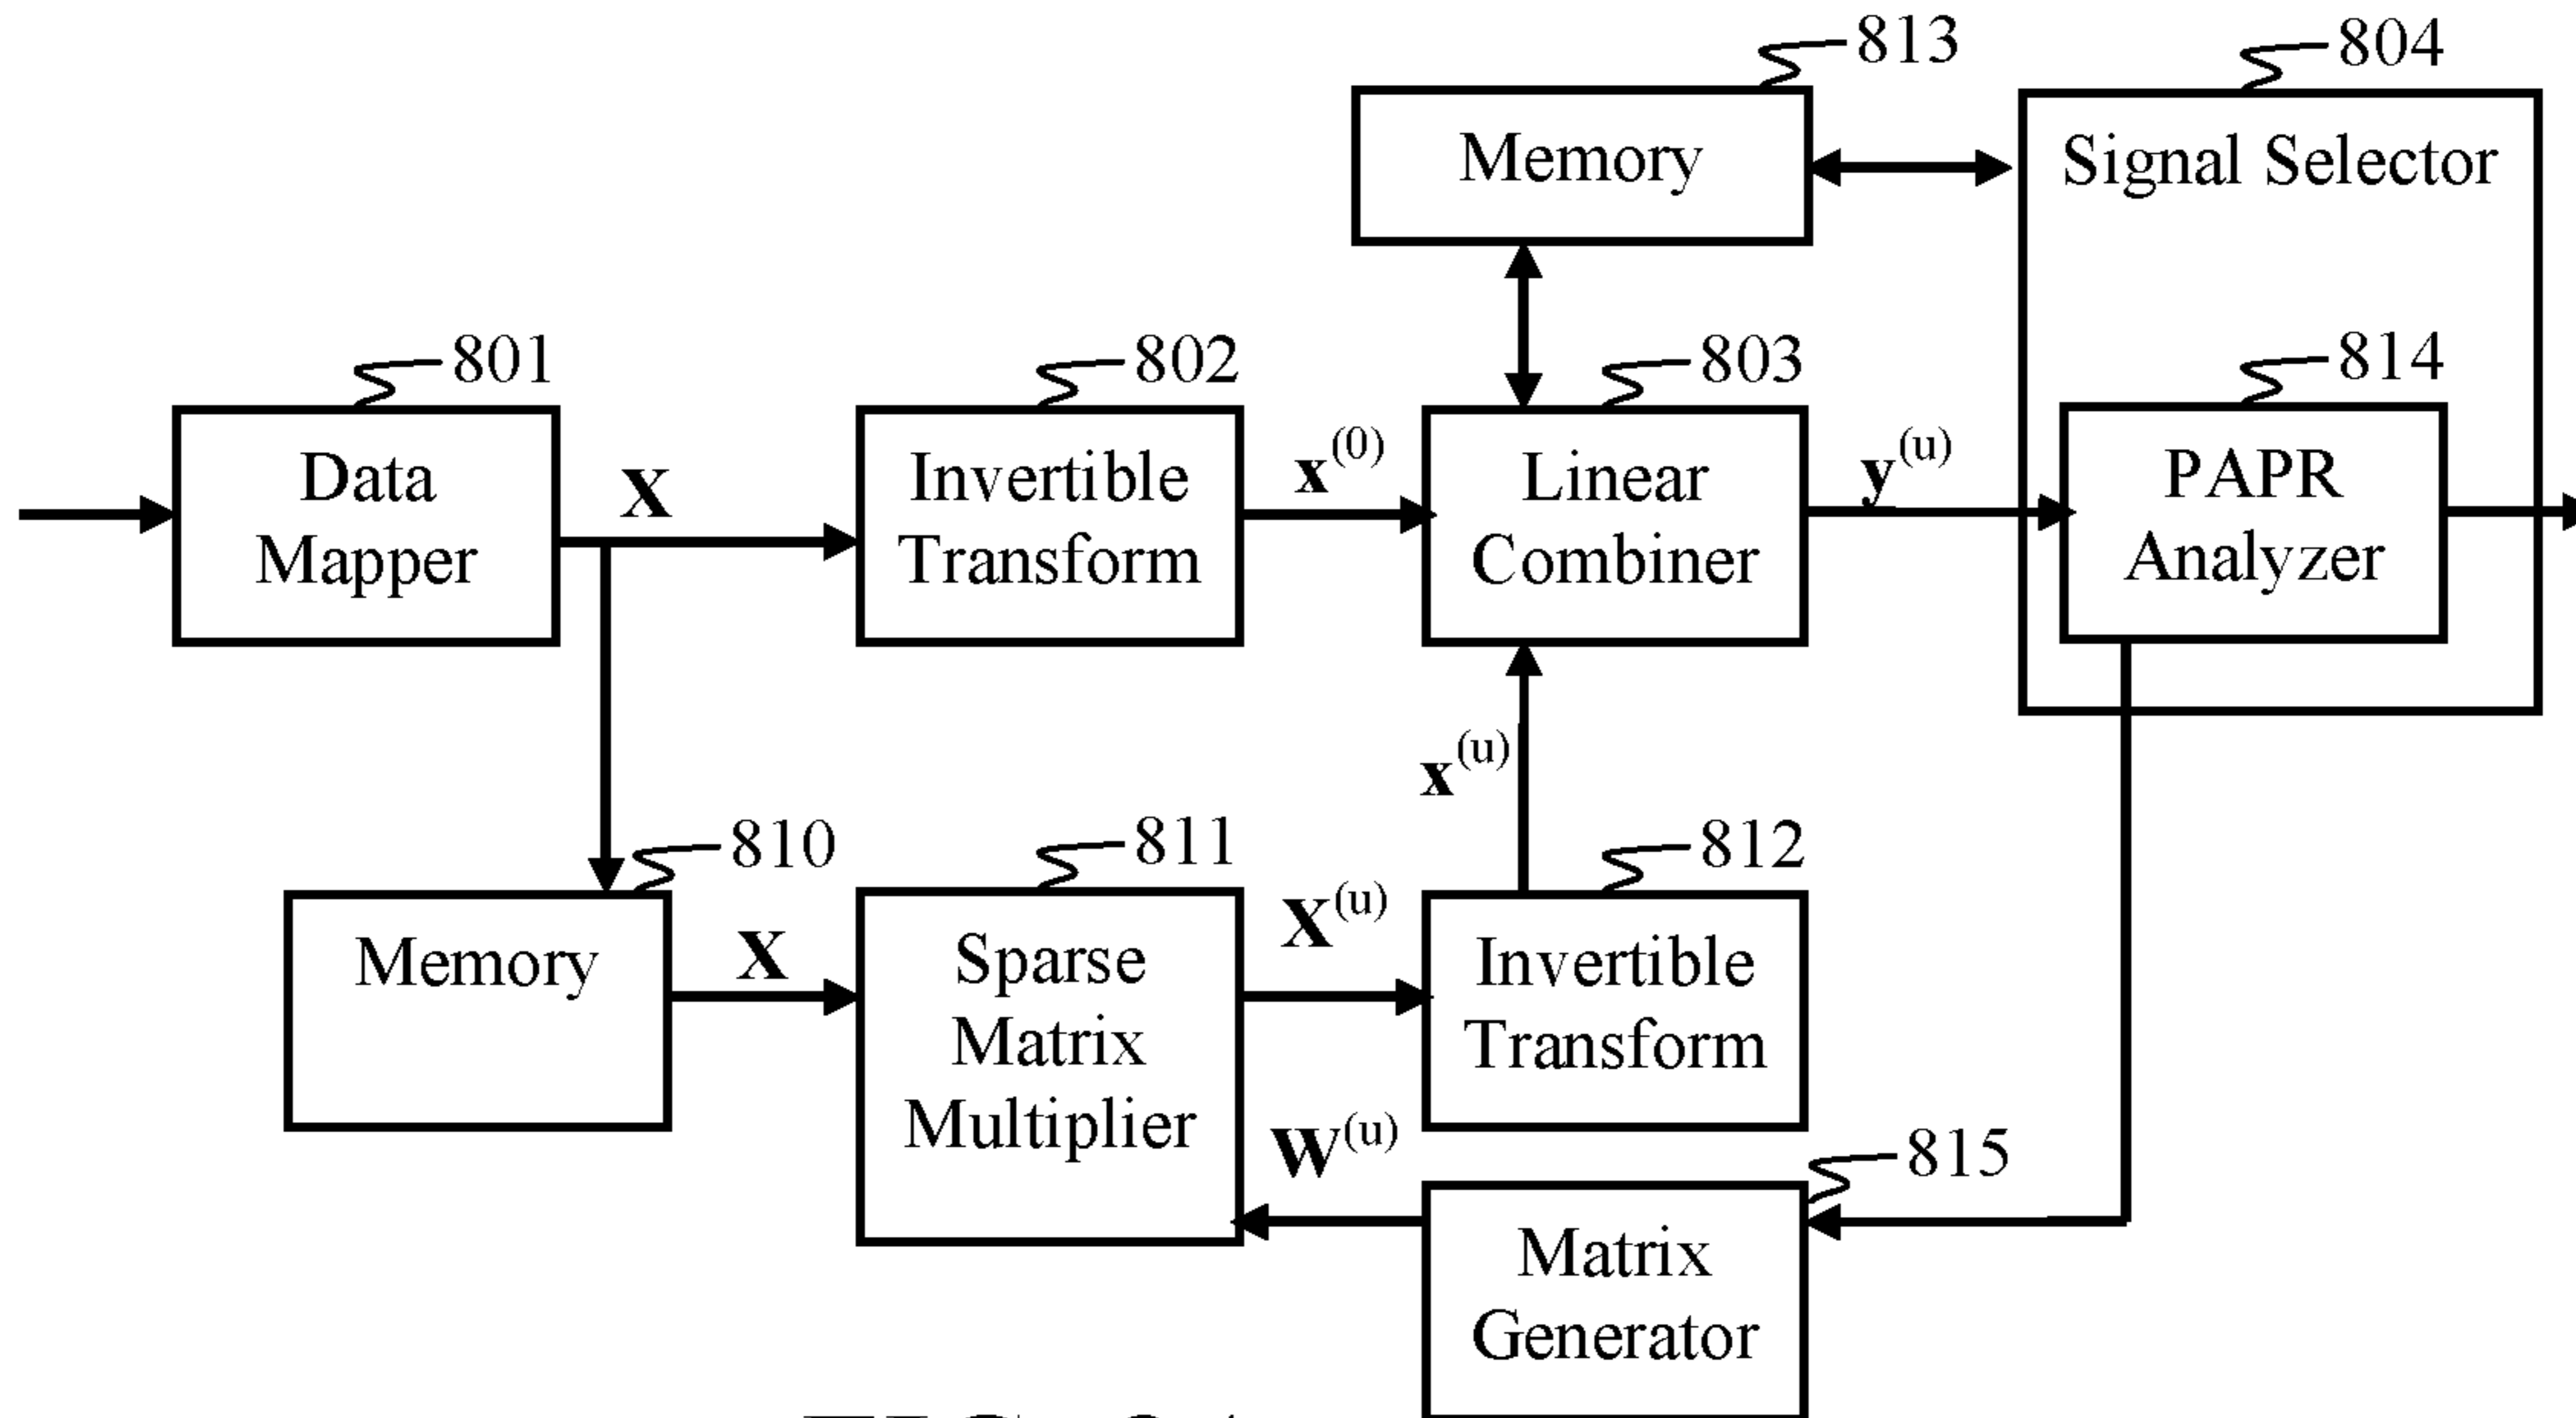 813
804
Memory
Signal Selector
801
802
803
814
Data
Mapper
X
Invertible
Transform
x(0)
Linear
Combiner
y(u)
PAPR
Analyzer
x(u)
810
811
812
Memory
X
Sparse
Matrix
Multiplier
X(u)
Invertible
Transform
W(u)
815
Matrix
Generator